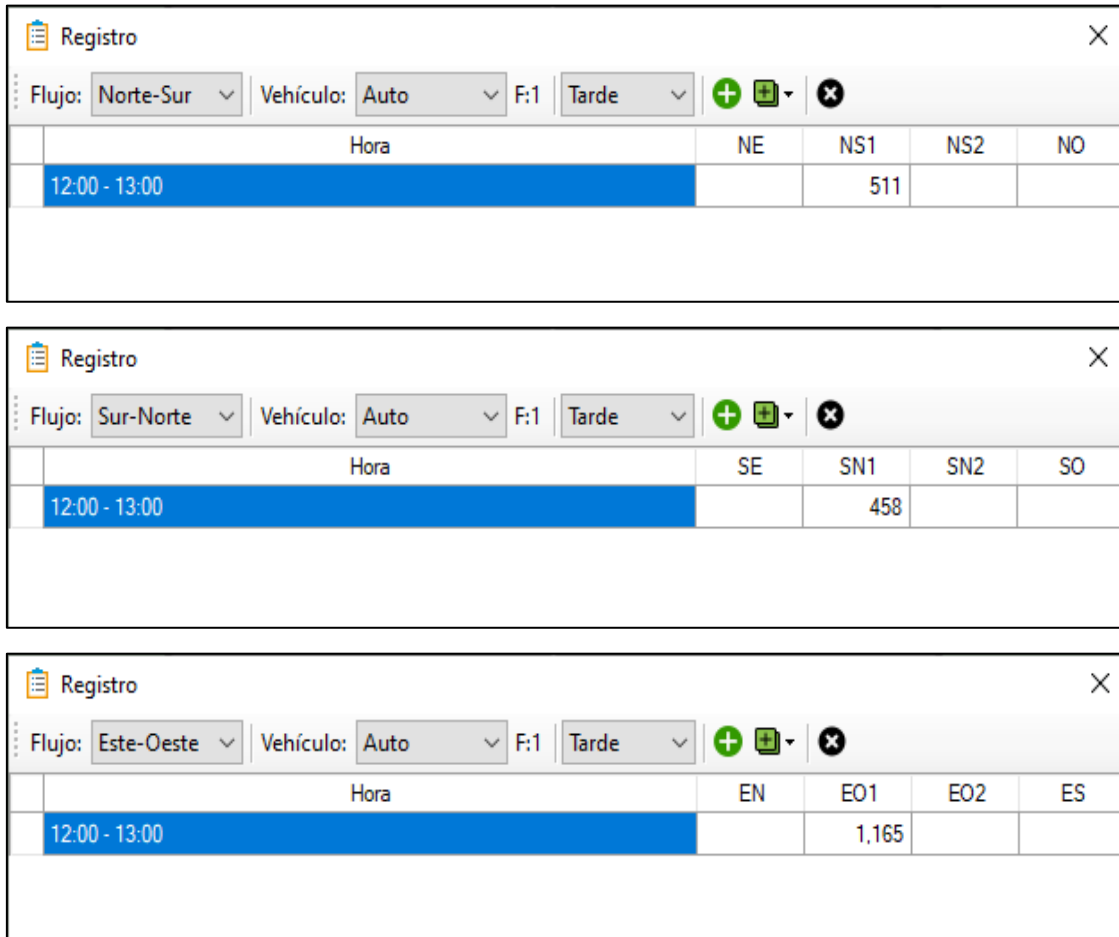 Registro
Flujo: Norte-Sur Vehículo: Auto F:1 Tarde
Hora NE NS1 NS2 NO
12:00 - 13:00 511
Registro
Flujo: Sur-Norte Vehículo: Auto F:1 Tarde
Hora SE SN1 SN2 SO
12:00 - 13:00 458
Registro
Flujo: Este-Oeste Vehículo: Auto F:1 Tarde
Hora EN EO1 EO2 ES
12:00 - 13:00 1,165